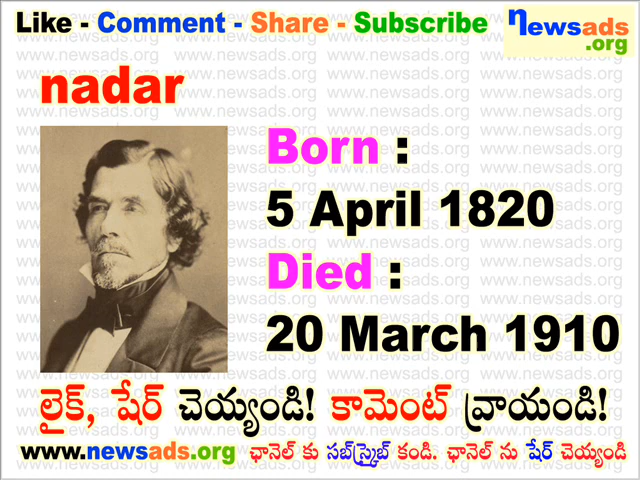 Like - Comment - Share - Subscribe
newsads
.org
nadar
Born :
5 April 1820
Died :
20 March 1910
లైక్, షేర్ చెయ్యండి! కామెంట్ వ్రాయండి!
www.newsads.org ఛానెల్ కు సబ్‌స్క్రైబ్ కండి. ఛానెల్ ను షేర్ చెయ్యండి